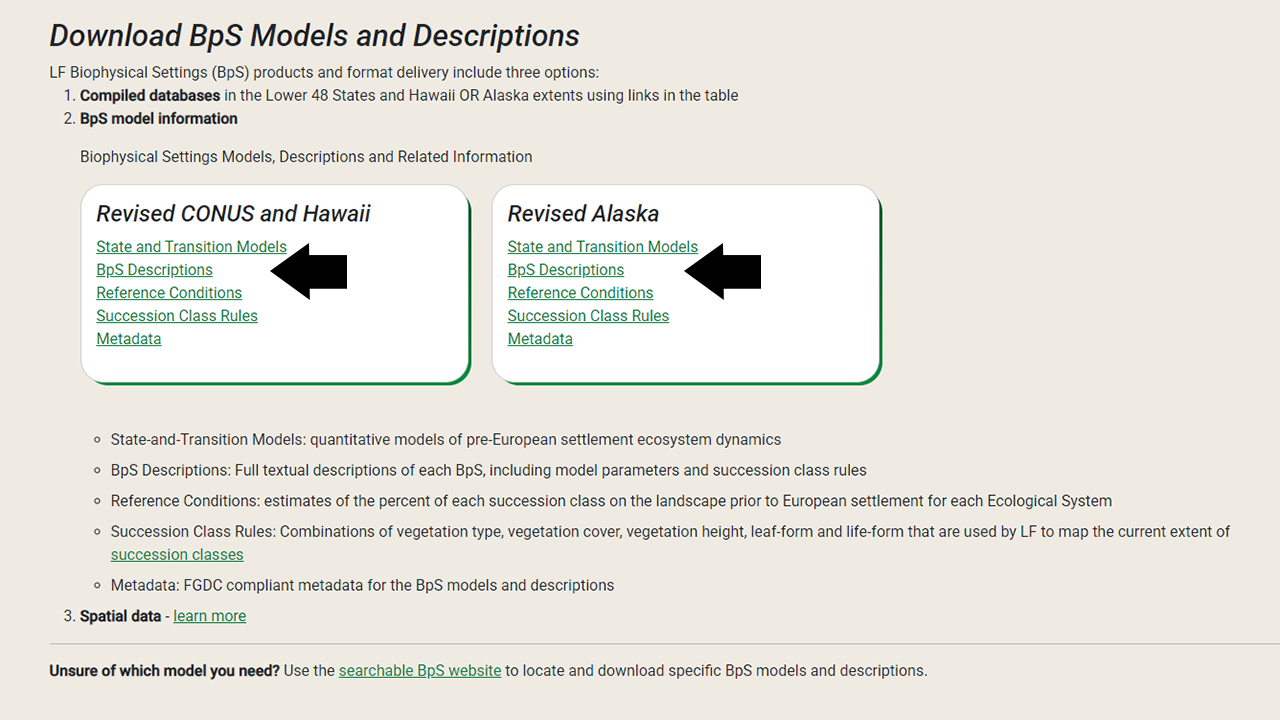 Download BpS Models and Descriptions
LF Biophysical Settings (BpS) products and format delivery include three options:
1. Compiled databases in the Lower 48 States and Hawaii OR Alaska extents using links in the table
2. BpS model information
Biophysical Settings Models, Descriptions and Related Information
Revised CONUS and Hawaii
State and Transition Models
BpS Descriptions
Reference Conditions
Succession Class Rules
Metadata
Revised Alaska
State and Transition Models
BpS Descriptions
Reference Conditions
Succession Class Rules
Metadata
State-and-Transition Models: quantitative models of pre-European settlement ecosystem dynamics
BpS Descriptions: Full textual descriptions of each BpS, including model parameters and succession class rules
Reference Conditions: estimates of the percent of each succession class on the landscape prior to European settlement for each Ecological System
Succession Class Rules: Combinations of vegetation type, vegetation cover, vegetation height, leaf-form and life-form that are used by LF to map the current extent of
succession classes
Metadata: FGDC compliant metadata for the BpS models and descriptions
3. Spatial data - learn more
Unsure of which model you need? Use the searchable BpS website to locate and download specific BpS models and descriptions.